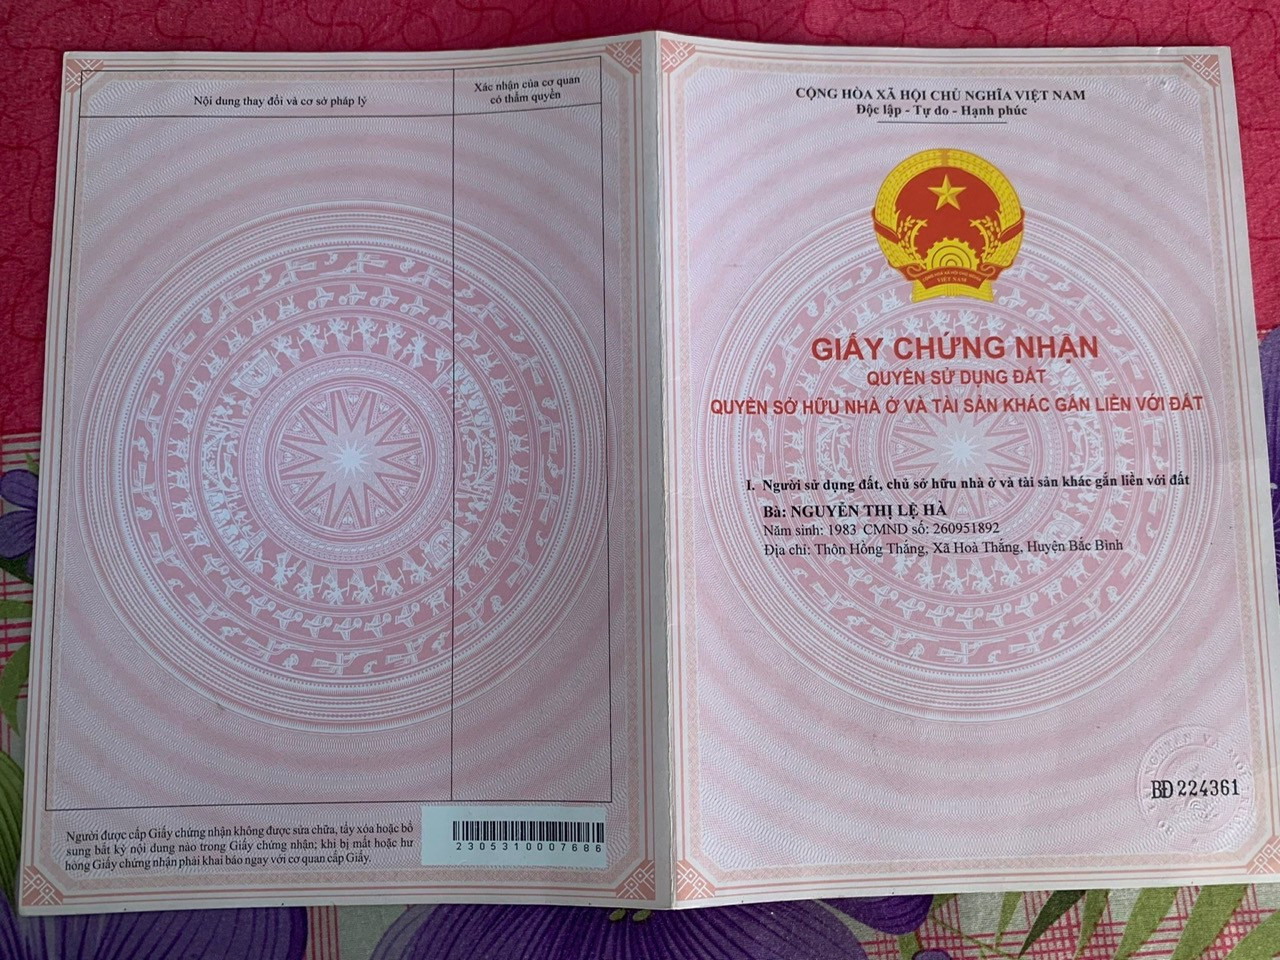 Nội dung thay đổi và cơ sở pháp lý
Xác nhận của cơ quan
có thẩm quyền
Người được cấp Giấy chứng nhận không được sửa chữa, tẩy xóa hoặc bổ
sung bất kỳ nội dung nào trong Giấy chứng nhận; khi bị mất hoặc hư
hỏng Giấy chứng nhận phải khai báo ngay với cơ quan cấp Giấy.
2305310007686
CỘNG HÒA XÃ HỘI CHỦ NGHĨA VIỆT NAM
Độc lập - Tự do - Hạnh phúc
VIỆT NAM
GIẤY CHỨNG NHẬN
QUYỀN SỬ DỤNG ĐẤT
QUYỀN SỞ HỮU NHÀ Ở VÀ TÀI SẢN KHÁC GẮN LIỀN VỚI ĐẤT
I. Người sử dụng đất, chủ sở hữu nhà ở và tài sản khác gắn liền với đất
Bà: NGUYỄN THỊ LỆ HÀ
Năm sinh: 1983 CMND số: 260951892
Địa chỉ: Thôn Hồng Thắng, Xã Hoà Thắng, Huyện Bắc Bình
BĐ 224361